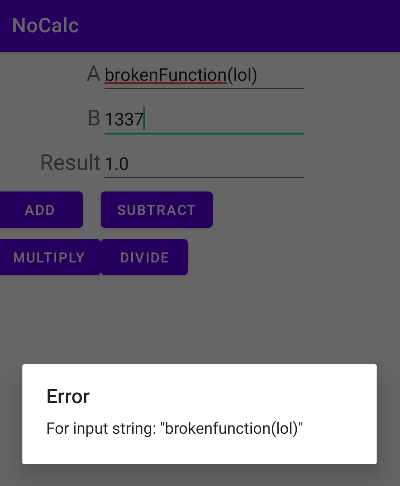 NoCalc
A brokenFunction(lol)
B 1337
Result 1.0
ADD SUBTRACT
MULTIPLY DIVIDE
Error
For input string: "brokenfunction(lol)"